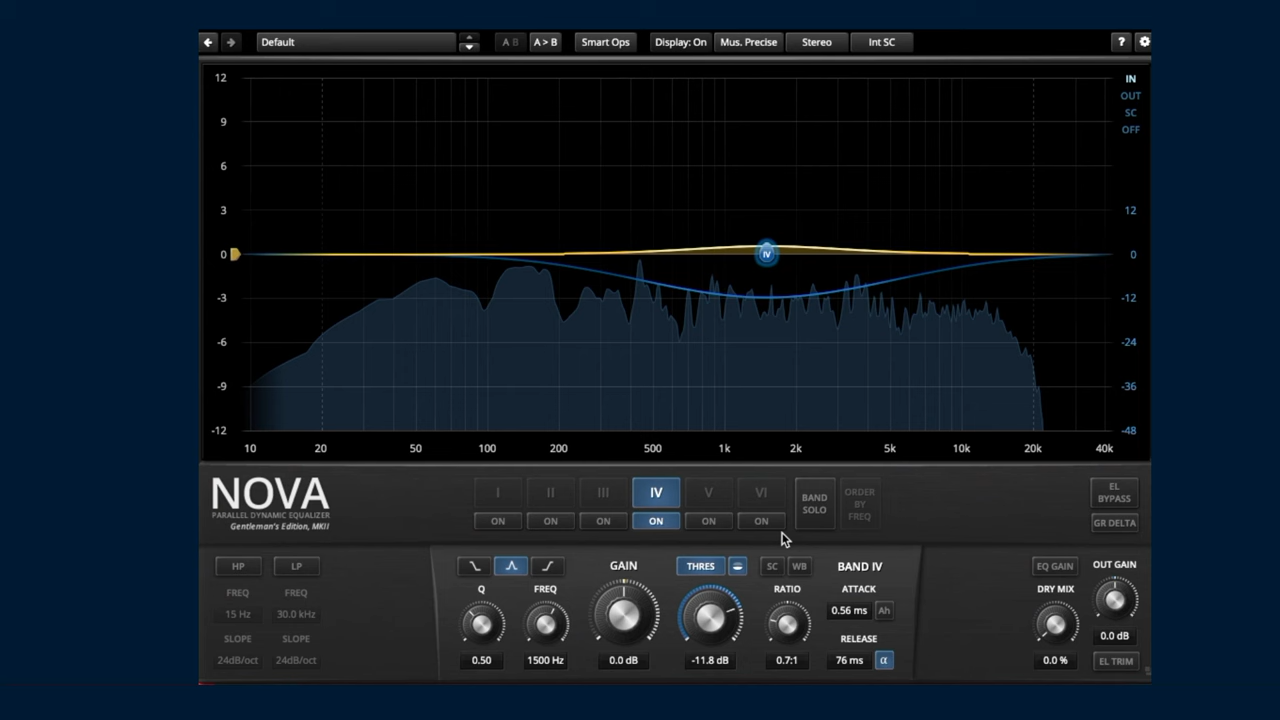 Default A B A > B Smart Ops Display: On Mus. Precise Stereo Int SC ?
12 IN
OUT
9 SC
OFF
6
3 12
0 IV 0
-3 -12
-6 -24
-9 -36
-12 -48
10 20 50 100 200 500 1k 2k 5k 10k 20k 40k
NOVA
PARALLEL DYNAMIC EQUALIZER
Gentleman's Edition, MKII
I II III IV V VI
ON ON ON ON ON ON
BAND
SOLO
ORDER
BY
FREQ
EL
BYPASS
GR DELTA
HP LP
FREQ FREQ
15 Hz 30.0 kHz
SLOPE SLOPE
24dB/oct 24dB/oct
Q FREQ
0.50 1500 Hz
GAIN
0.0 dB
THRES
-11.8 dB
SC WB
RATIO
0.7:1
BAND IV
ATTACK
0.56 ms Ah
RELEASE
76 ms α
EQ GAIN OUT GAIN
DRY MIX
0.0 dB
0.0 % EL TRIM